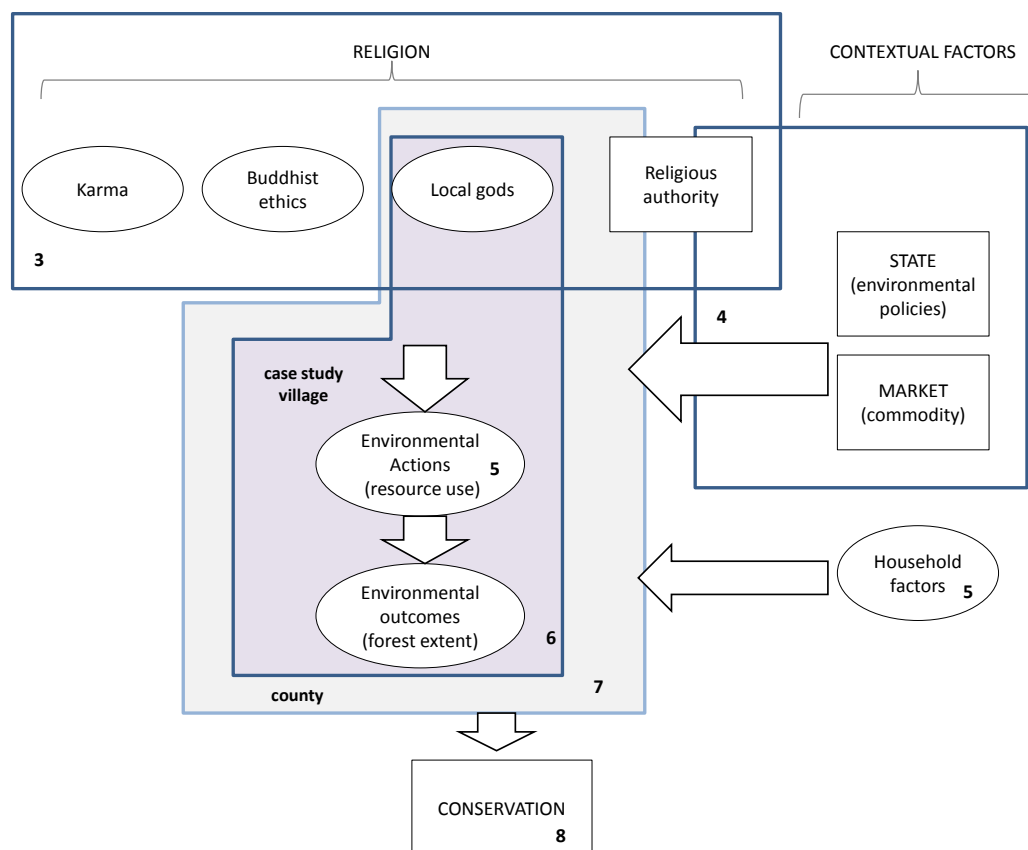 RELIGION
CONTEXTUAL FACTORS
Karma
Buddhist
ethics
Local gods
Religious
authority
3
STATE
(environmental
policies)
4
MARKET
(commodity)
case study
village
Environmental
Actions
(resource use)
5
Household
factors
5
Environmental
outcomes
(forest extent)
6
7
county
CONSERVATION
8